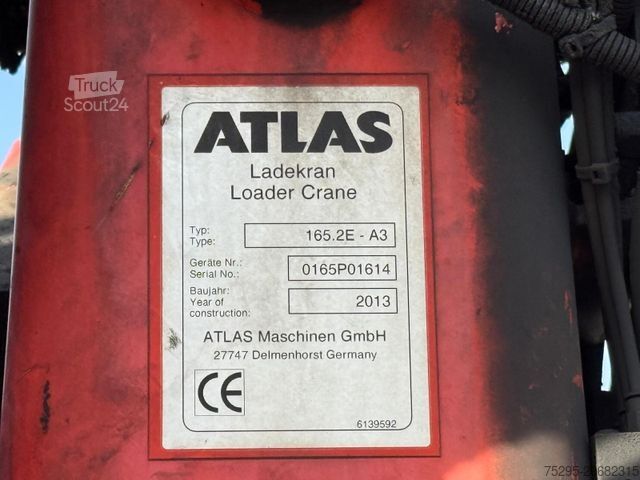 Truck
Scout24
ATLAS
Ladekran
Loader Crane
Typ:
Type:
165.2E - A3
Geräte Nr.:
Serial No.:
0165P01614
Baujahr:
Year of
construction:
2013
ATLAS Maschinen GmbH
27747 Delmenhorst Germany
CE
6139592
75295-20682315